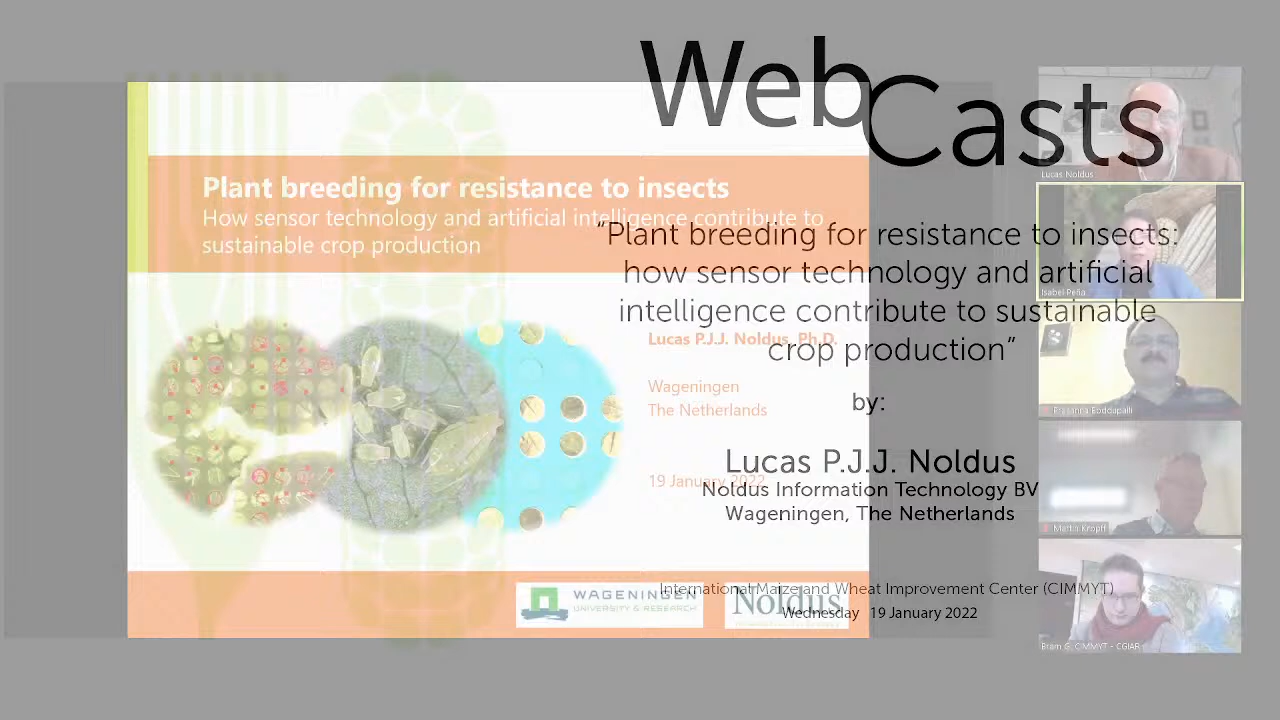 WebCasts
Lucas Noldus
Plant breeding for resistance to insects
How sensor technology and artificial intelligence contribute to
sustainable crop production
“Plant breeding for resistance to insects:
how sensor technology and artificial
intelligence contribute to sustainable
crop production”
Isabel Peña
Lucas P.J.J. Noldus, Ph.D.
Wageningen
The Netherlands
19 January 2022
by:
Lucas P.J.J. Noldus
Noldus Information Technology BV
Wageningen, The Netherlands
Prasanna Boddupalli
Martin Kropff
WAGENINGEN
UNIVERSITY & RESEARCH
Noldus
International Maize and Wheat Improvement Center (CIMMYT)
Wednesday 19 January 2022
Bram G, CIMMYT - CGIAR